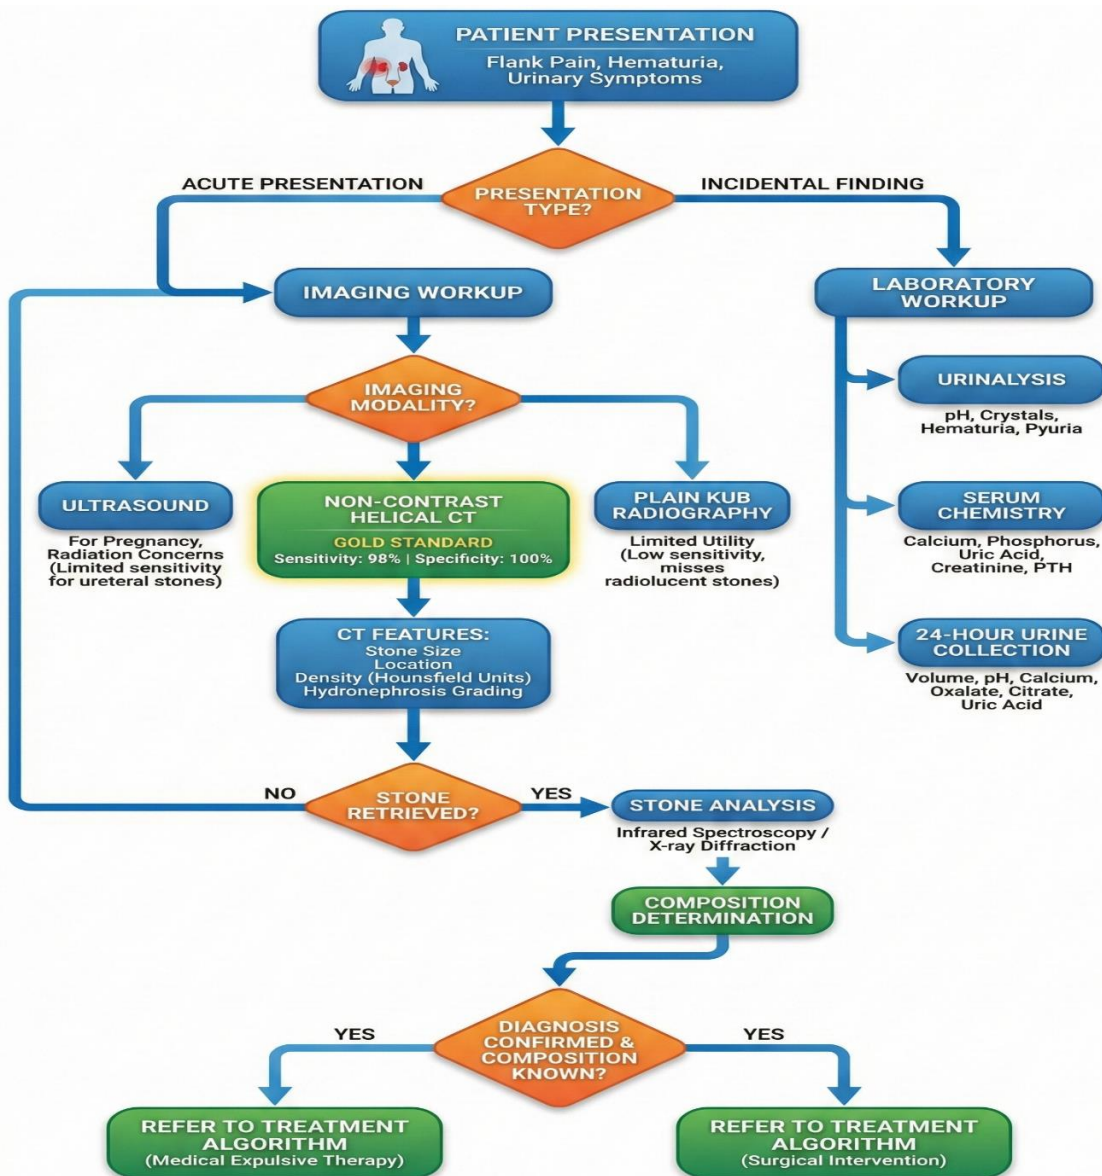 PATIENT PRESENTATION
Flank Pain, Hematuria,
Urinary Symptoms
ACUTE PRESENTATION
PRESENTATION
TYPE?
INCIDENTAL FINDING
IMAGING WORKUP
LABORATORY
WORKUP
IMAGING
MODALITY?
URINALYSIS
pH, Crystals,
Hematuria, Pyuria
ULTRASOUND
For Pregnancy,
Radiation Concerns
(Limited sensitivity
for ureteral stones)
NON-CONTRAST
HELICAL CT
GOLD STANDARD
Sensitivity: 98% | Specificity: 100%
PLAIN KUB
RADIOGRAPHY
Limited Utility
(Low sensitivity,
misses
radiolucent stones)
SERUM
CHEMISTRY
Calcium, Phosphorus,
Uric Acid,
Creatinine, PTH
CT FEATURES:
Stone Size
Location
Density (Hounsfield Units)
Hydronephrosis Grading
24-HOUR URINE
COLLECTION
Volume, pH, Calcium,
Oxalate, Citrate,
Uric Acid
NO
STONE
RETRIEVED?
YES
STONE ANALYSIS
Infrared Spectroscopy /
X-ray Diffraction
COMPOSITION
DETERMINATION
YES
DIAGNOSIS
CONFIRMED &
COMPOSITION
KNOWN?
YES
REFER TO TREATMENT
ALGORITHM
(Medical Expulsive Therapy)
REFER TO TREATMENT
ALGORITHM
(Surgical Intervention)